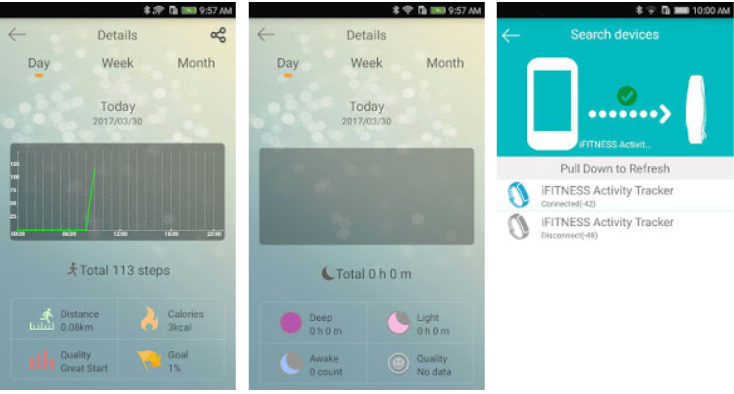 9:57 AM
Details
Day Week Month
Today
2017/03/30
125
100
75
50
25
00:00 06:00 12:00 18:00 23:00
Total 113 steps
Distance
0.08km
Calories
3kcal
Quality
Great Start
Goal
1%
9:57 AM
Details
Day Week Month
Today
2017/03/30
Total 0 h 0 m
Deep
0 h 0 m
Light
0 h 0 m
Awake
0 count
Quality
No data
10:00 AM
Search devices
iFITNESS Activit...
Pull Down to Refresh
iFITNESS Activity Tracker
Connected(-42)
iFITNESS Activity Tracker
Disconnect(-48)